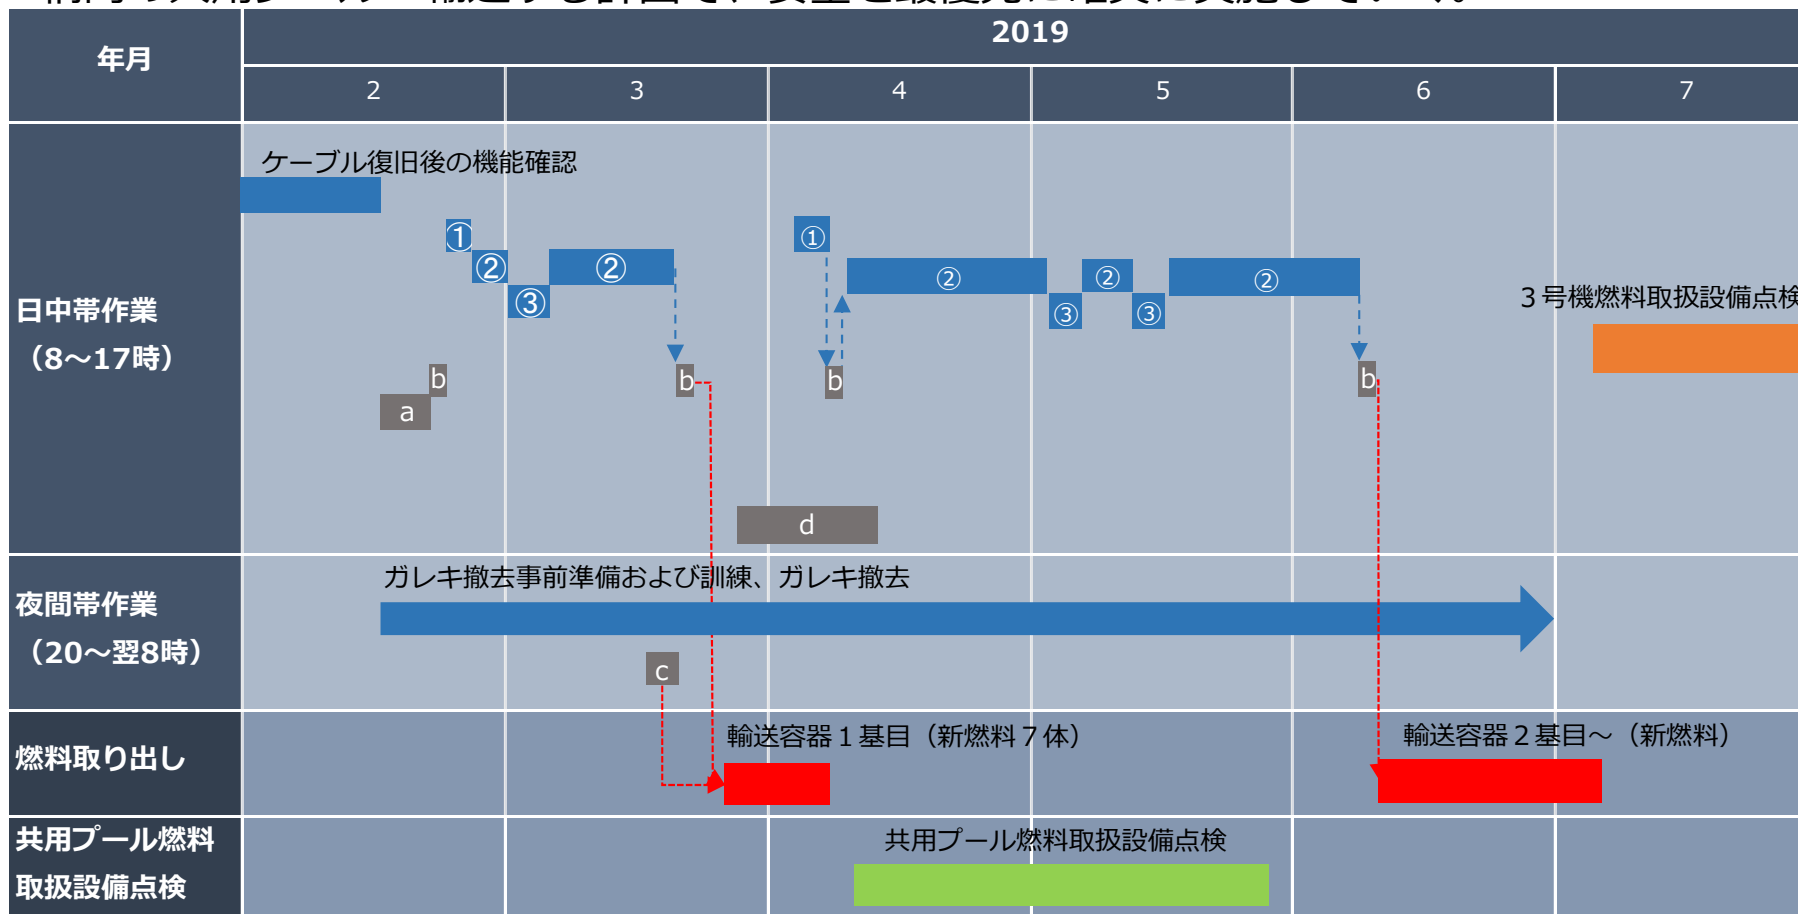 年月
2019
2
3
4
5
6
7
ケーブル復旧後の機能確認
①
①
②
②
②
②
②
③
③
③
日中帯作業
(8～17時)
3号機燃料取扱設備点検
b
b
b
b
a
d
夜間帯作業
(20～翌8時)
ガレキ撤去事前準備および訓練、ガレキ撤去
c
燃料取り出し
輸送容器1基目（新燃料7体）
輸送容器2基目～（新燃料）
共用プール燃料
取扱設備点検
共用プール燃料取扱設備点検